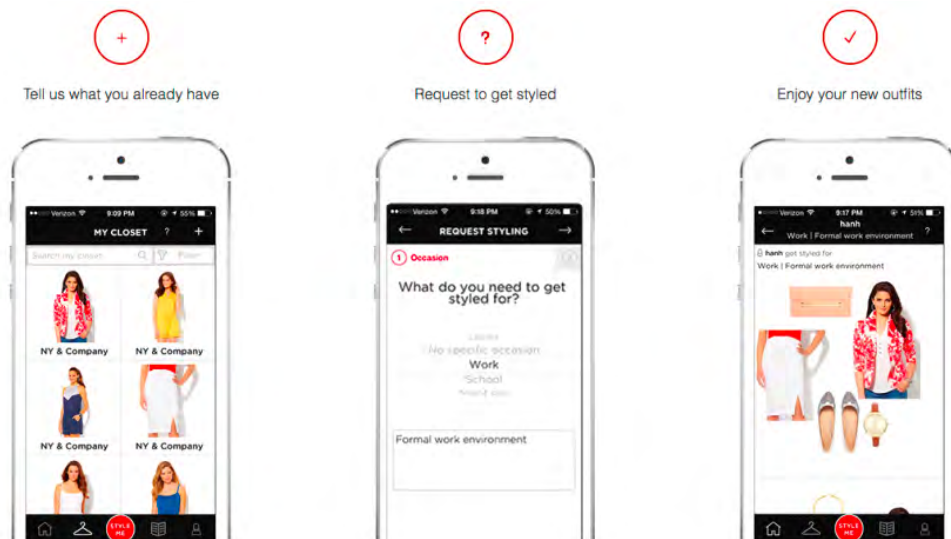 Tell us what you already have
Request to get styled
Enjoy your new outfits
Verizon 9:09 PM 55%
MY CLOSET ? +
Search my closet Filter
NY & Company NY & Company
NY & Company NY & Company
STYLE
ME
Verizon 9:18 PM 50%
REQUEST STYLING
1 Occasion
What do you need to get
styled for?
No specific occasion
Work
School
Formal work environment
Verizon 9:17 PM 51%
hanh
Work | Formal work environment ?
hanh got styled for
Work | Formal work environment
STYLE
ME